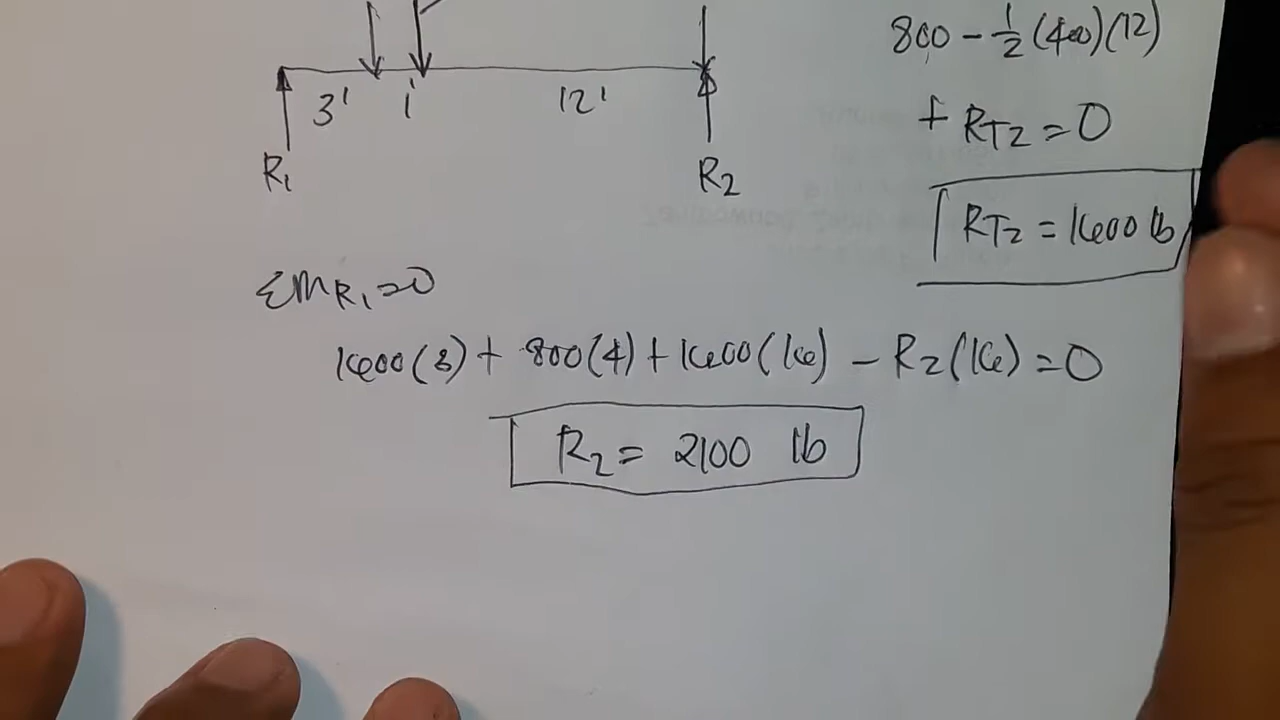 800 - 1/2 (400)(12)
3' 1' 12'
+ RT2 = 0
R1 R2
RT2 = 1600 lb
ΣMR1 = 0
1600(3) + 800(4) + 1600(16) - R2(16) = 0
R2 = 2100 lb